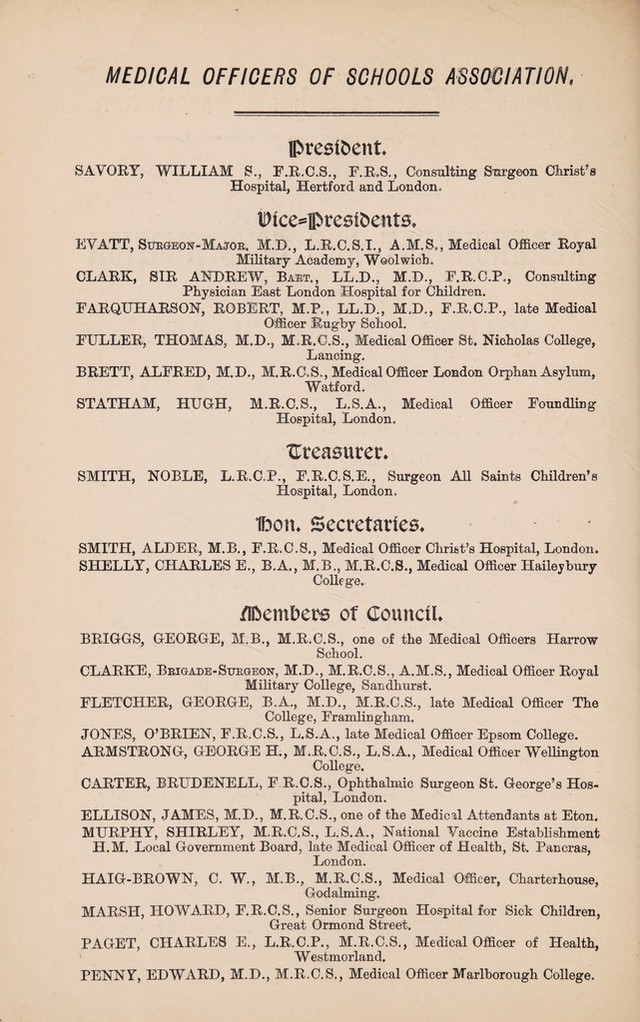 MEDICAL OFFICERS OF SCHOOLS ASSOCIATION.
President.
SAVORY, WILLIAM S., F.R.C.S., F.R.S., Consulting Surgeon Christ's
Hospital, Hertford and London.
Vice-Presidents.
EVATT, SURGEON-MAJOR, M.D., L.R.C.S.I., A.M.S., Medical Officer Royal
Military Academy, Woolwich.
CLARK, SIR ANDREW, BART., LL.D., M.D., F.R.C.P., Consulting
Physician East London Hospital for Children.
FARQUHARSON, ROBERT, M.P., LL.D., M.D., F.R.C.P., late Medical
Officer Rugby School.
FULLER, THOMAS, M.D., M.R.C.S., Medical Officer St. Nicholas College,
Lancing.
BRETT, ALFRED, M.D., M.R.C.S., Medical Officer London Orphan Asylum,
Watford.
STATHAM, HUGH, M.R.C.S., L.S.A., Medical Officer Foundling
Hospital, London.
Treasurer.
SMITH, NOBLE, L.R.C.P., F.R.C.S.E., Surgeon All Saints Children's
Hospital, London.
Hon. Secretaries.
SMITH, ALDER, M.B., F.R.C.S., Medical Officer Christ's Hospital, London.
SHELLY, CHARLES E., B.A., M.B., M.R.C.S., Medical Officer Haileybury
College.
Members of Council.
BRIGGS, GEORGE, M.B., M.R.C.S., one of the Medical Officers Harrow
School.
CLARKE, BRIGADE-SURGEON, M.D., M.R.C.S., A.M.S., Medical Officer Royal
Military College, Sandhurst.
FLETCHER, GEORGE, B.A., M.D., M.R.C.S., late Medical Officer The
College, Framlingham.
JONES, O'BRIEN, F.R.C.S., L.S.A., late Medical Officer Epsom College.
ARMSTRONG, GEORGE H., M.R.C.S., L.S.A., Medical Officer Wellington
College.
CARTER, BRUDENELL, F.R.C.S., Ophthalmic Surgeon St. George's Hos-
pital, London.
ELLISON, JAMES, M.D., M.R.C.S., one of the Medical Attendants at Eton.
MURPHY, SHIRLEY, M.R.C.S., L.S.A., National Vaccine Establishment
H.M. Local Government Board, late Medical Officer of Health, St. Pancras,
London.
HAIG-BROWN, C. W., M.B., M.R.C.S., Medical Officer, Charterhouse,
Godalming.
MARSH, HOWARD, F.R.C.S., Senior Surgeon Hospital for Sick Children,
Great Ormond Street.
PAGET, CHARLES E., L.R.C.P., M.R.C.S., Medical Officer of Health,
Westmorland.
PENNY, EDWARD, M.D., M.R.C.S., Medical Officer Marlborough College.